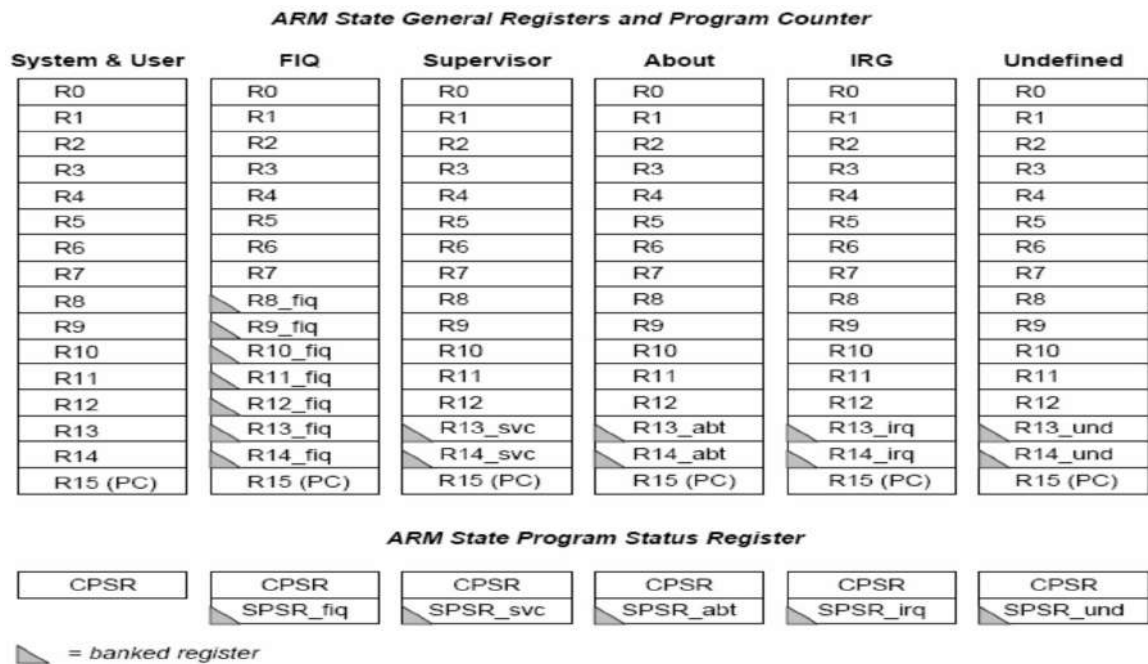 ARM State General Registers and Program Counter
System & User FIQ Supervisor About IRG Undefined
R0 R0 R0 R0 R0 R0
R1 R1 R1 R1 R1 R1
R2 R2 R2 R2 R2 R2
R3 R3 R3 R3 R3 R3
R4 R4 R4 R4 R4 R4
R5 R5 R5 R5 R5 R5
R6 R6 R6 R6 R6 R6
R7 R7 R7 R7 R7 R7
R8 R8_fiq R8 R8 R8 R8
R9 R9_fiq R9 R9 R9 R9
R10 R10_fiq R10 R10 R10 R10
R11 R11_fiq R11 R11 R11 R11
R12 R12_fiq R12 R12 R12 R12
R13 R13_fiq R13_svc R13_abt R13_irq R13_und
R14 R14_fiq R14_svc R14_abt R14_irq R14_und
R15 (PC) R15 (PC) R15 (PC) R15 (PC) R15 (PC) R15 (PC)
ARM State Program Status Register
CPSR CPSR CPSR CPSR CPSR CPSR
SPSR_fiq SPSR_svc SPSR_abt SPSR_irq SPSR_und
= banked register